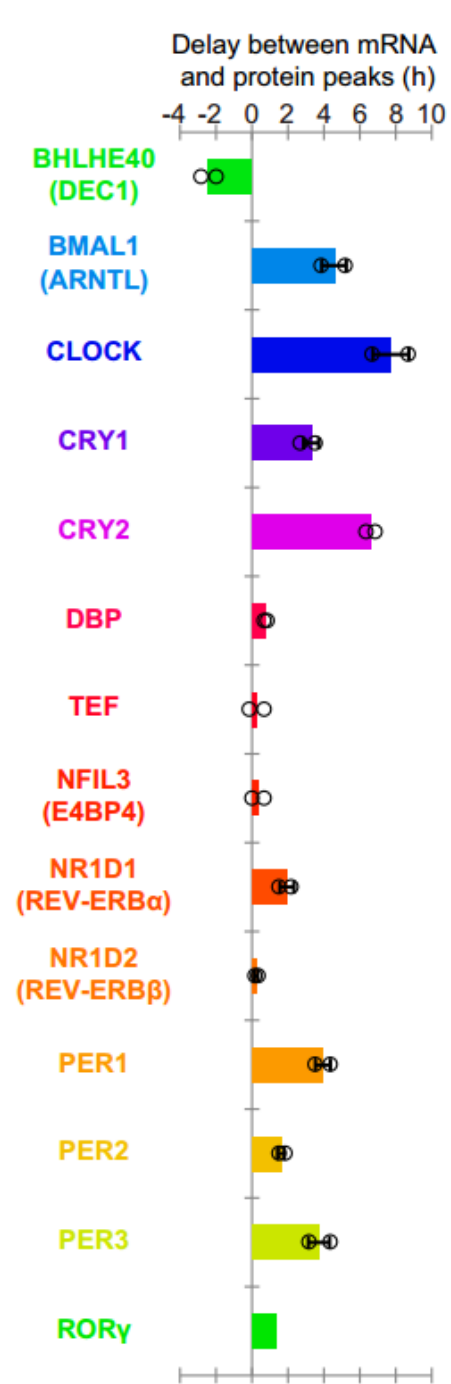 Delay between mRNA
and protein peaks (h)
-4 -2 0 2 4 6 8 10
BHLHE40
(DEC1)
BMAL1
(ARNTL)
CLOCK
CRY1
CRY2
DBP
TEF
NFIL3
(E4BP4)
NR1D1
(REV-ERBα)
NR1D2
(REV-ERBβ)
PER1
PER2
PER3
RORγ